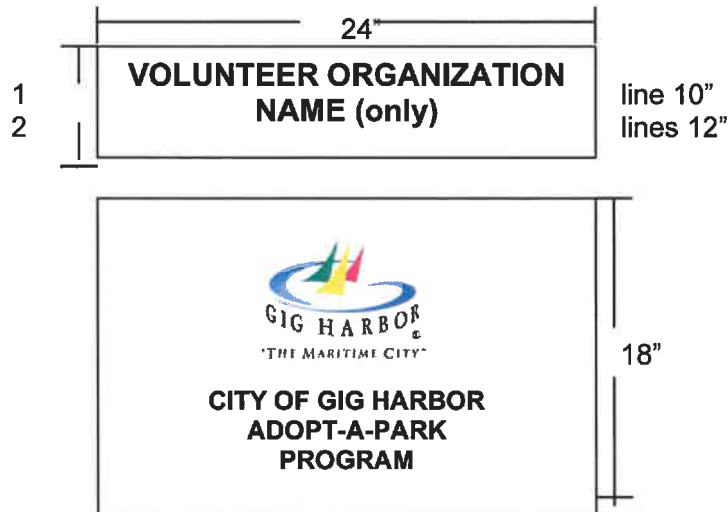 24"
VOLUNTEER ORGANIZATION
NAME (only)
1 line 10"
2 lines 12"
GIG HARBOR
"THE MARITIME CITY"
18"
CITY OF GIG HARBOR
ADOPT-A-PARK
PROGRAM